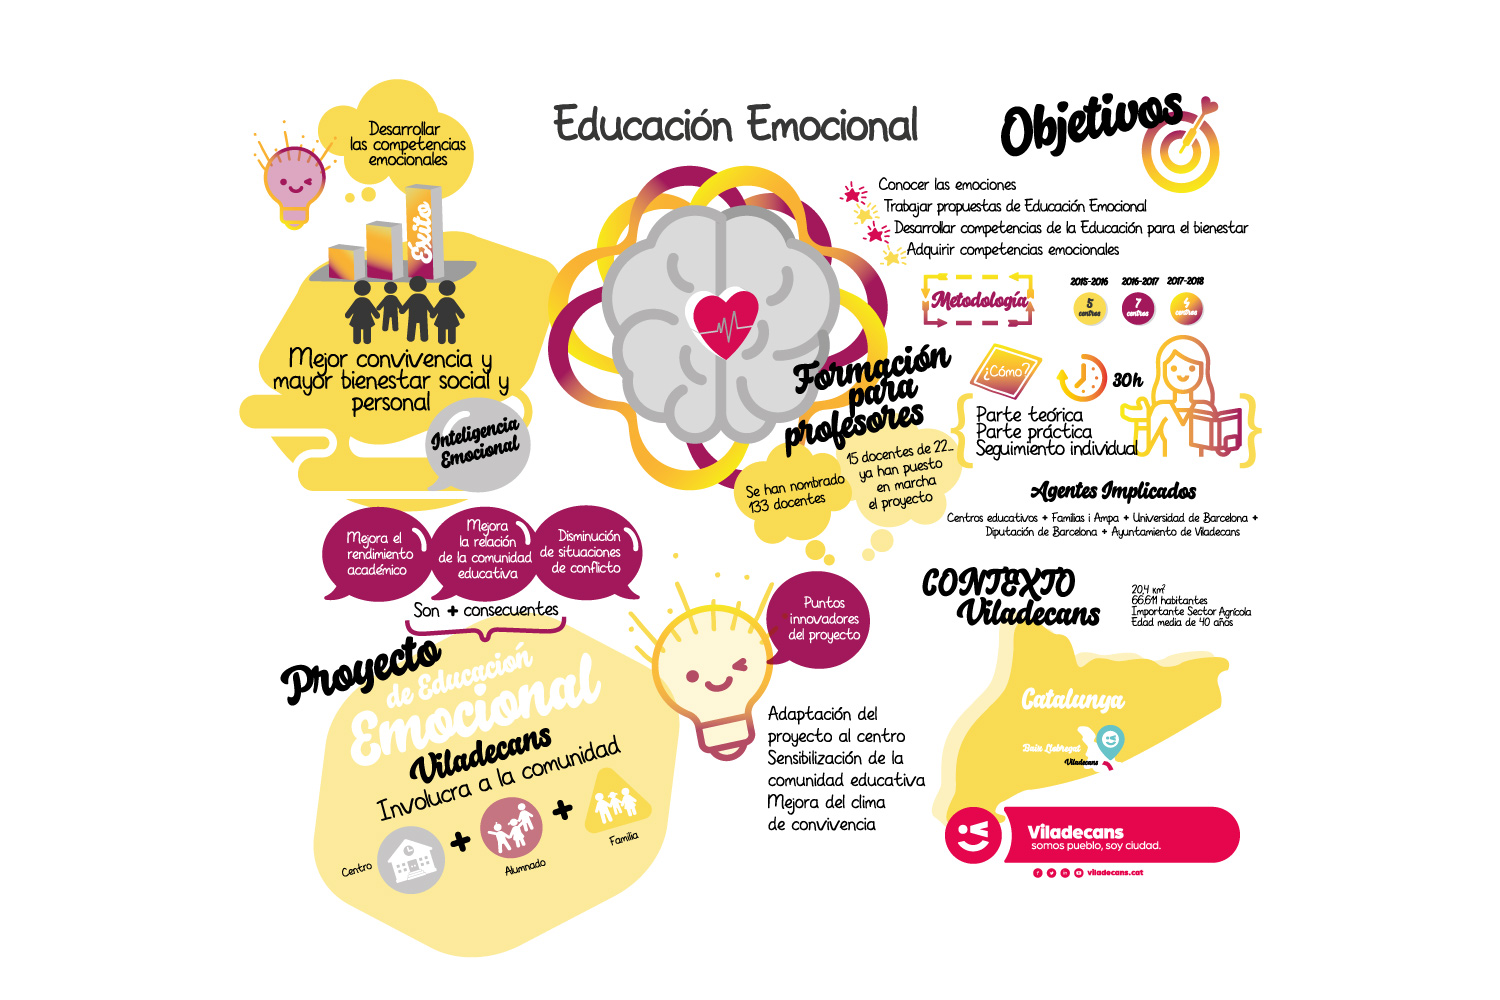 Educación Emocional
Desarrollar
las competencias
emocionales
Éxito
Mejor convivencia y
mayor bienestar social y
personal
Inteligencia
Emocional
Mejora el
rendimiento
académico
Mejora
la relación
de la comunidad
educativa
Disminución
de situaciones
de conflicto
Son + consecuentes
Proyecto
de Educación
Emocional
Viladecans
Involucra a la comunidad
Centro
+
Alumnado
+
Familia
Objetivos
Conocer las emociones
Trabajar propuestas de Educación Emocional
Desarrollar competencias de la Educación para el bienestar
Adquirir competencias emocionales
Metodología
2015-2016
5
centros
2016-2017
7
centros
2017-2018
4
centros
Formación
para
profesores
¿Cómo?
30h
Parte teórica
Parte práctica
Seguimiento individual
Se han nombrado
133 docentes
15 docentes de 22...
ya han puesto
en marcha
el proyecto
Agentes Implicados
Centros educativos + Familias i Ampa + Universidad de Barcelona +
Diputación de Barcelona + Ayuntamiento de Viladecans
Puntos
innovadores
del proyecto
Adaptación del
proyecto al centro
Sensibilización de la
comunidad educativa
Mejora del clima
de convivencia
CONTEXTO
Viladecans
20,4 km²
66.611 habitantes
Importante Sector Agrícola
Edad media de 40 años
Catalunya
Baix Llobregat
Viladecans
Viladecans
somos pueblo, soy ciudad.
viladecans.cat